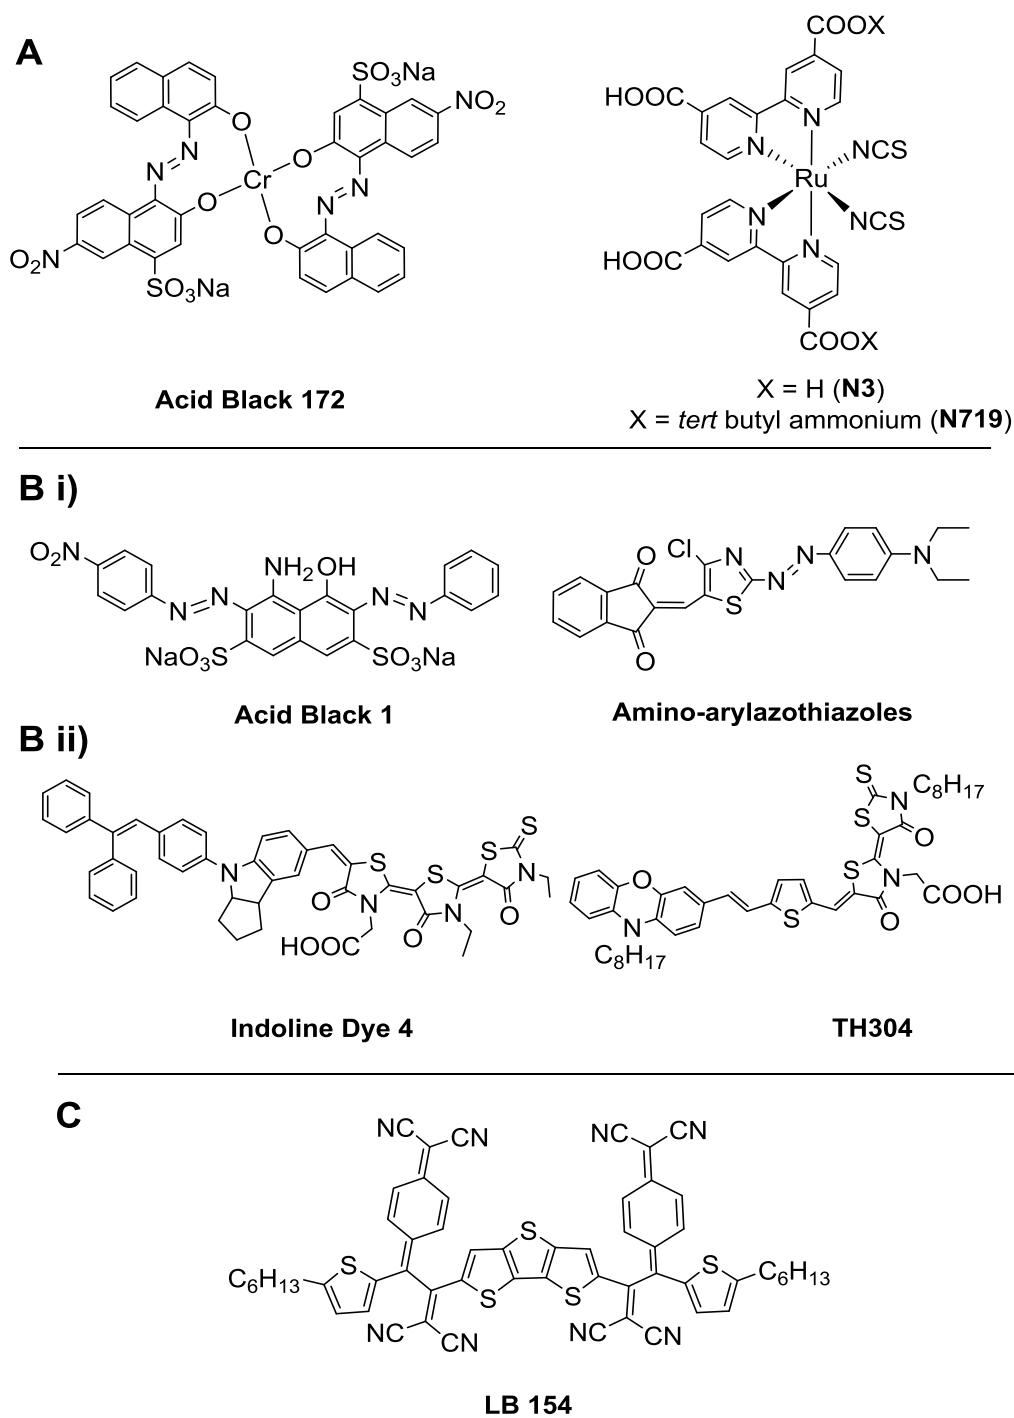 A
SO₃Na
NO₂
O
N
N
O
Cr
O
N
N
O
O₂N
SO₃Na
Acid Black 172
COOX
HOOC
N
N
NCS
Ru
NCS
N
N
HOOC
COOX
X = H (N3)
X = tert butyl ammonium (N719)
B i)
O₂N
NH₂
OH
N
N
N
N
NaO₃S
SO₃Na
Acid Black 1
O
Cl
N
N
N
N
S
O
Amino-arylazothiazoles
B ii)
N
S
O
N
HOOC
S
O
N
S
S
N
O
Indoline Dye 4
S
C₈H₁₇
N
S
O
S
N
COOH
O
O
N
S
C₈H₁₇
TH304
C
NC
CN
NC
CN
S
C₆H₁₃
S
S
S
S
C₆H₁₃
NC
CN
NC
CN
LB 154